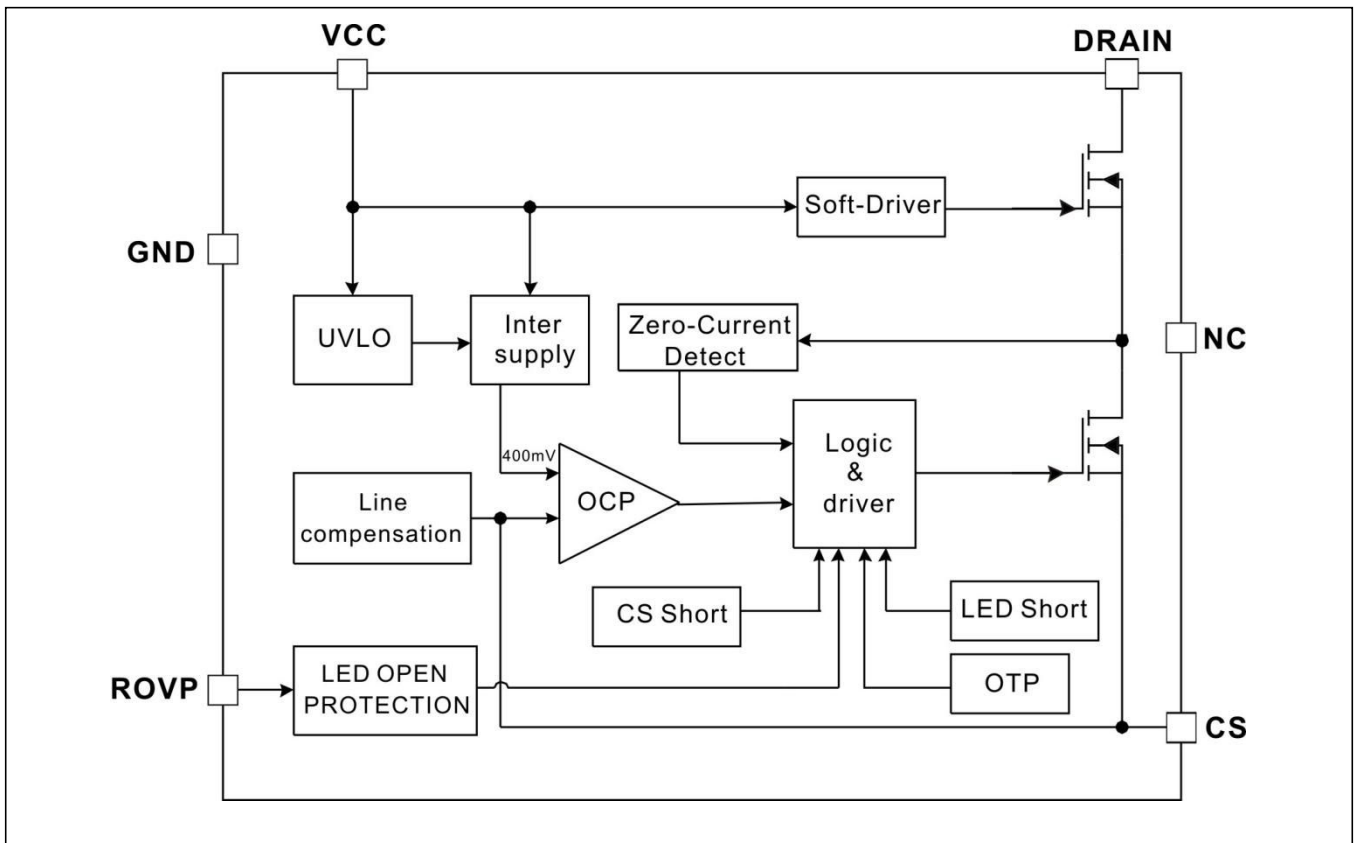 VCC
DRAIN
Soft-Driver
GND
UVLO
Inter
supply
Zero-Current
Detect
NC
400mV
OCP
Logic
&
driver
Line
compensation
CS Short
LED Short
ROVP
LED OPEN
PROTECTION
OTP
CS